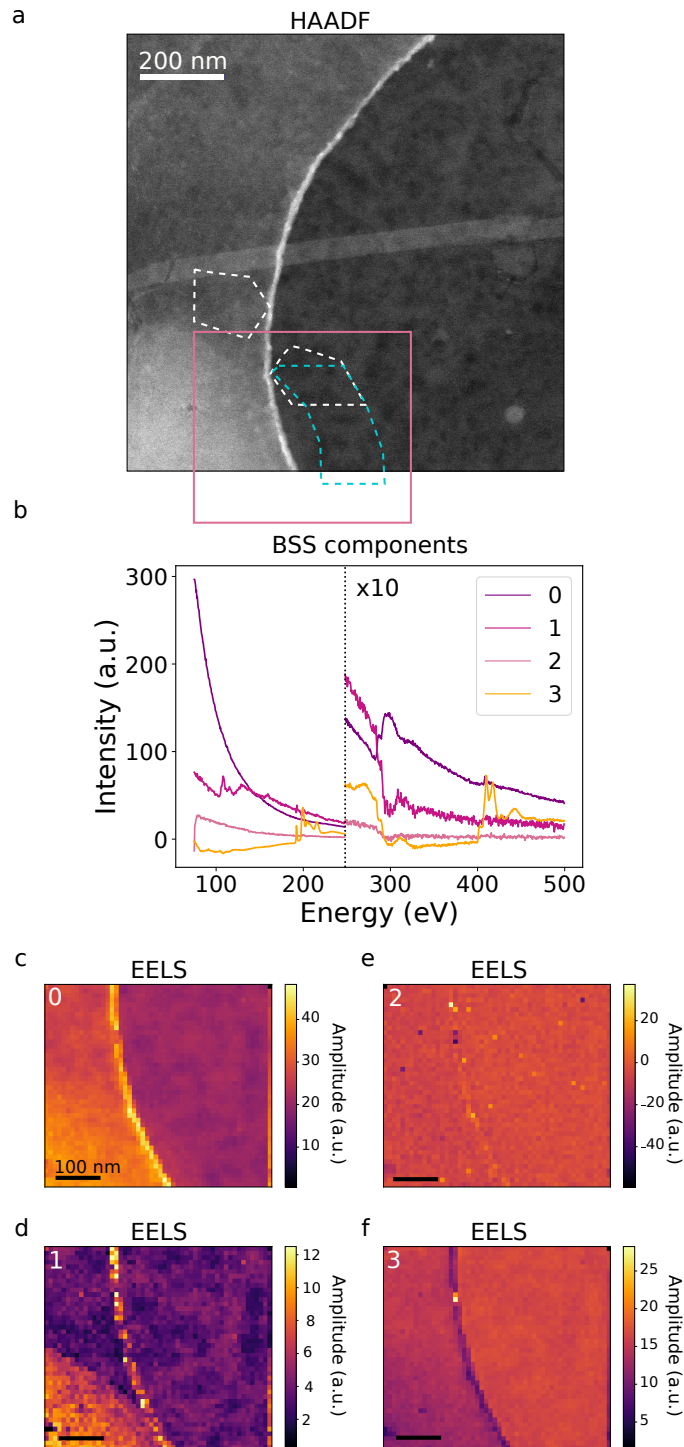 a
HAADF
200 nm
b
BSS components
300
200
100
0
Intensity (a.u.)
x10
0
1
2
3
100
200
300
400
500
Energy (eV)
c
EELS
0
100 nm
40
30
20
10
Amplitude (a.u.)
e
EELS
2
20
0
−20
−40
Amplitude (a.u.)
d
EELS
1
12
10
8
6
4
2
Amplitude (a.u.)
f
EELS
3
25
20
15
10
5
Amplitude (a.u.)